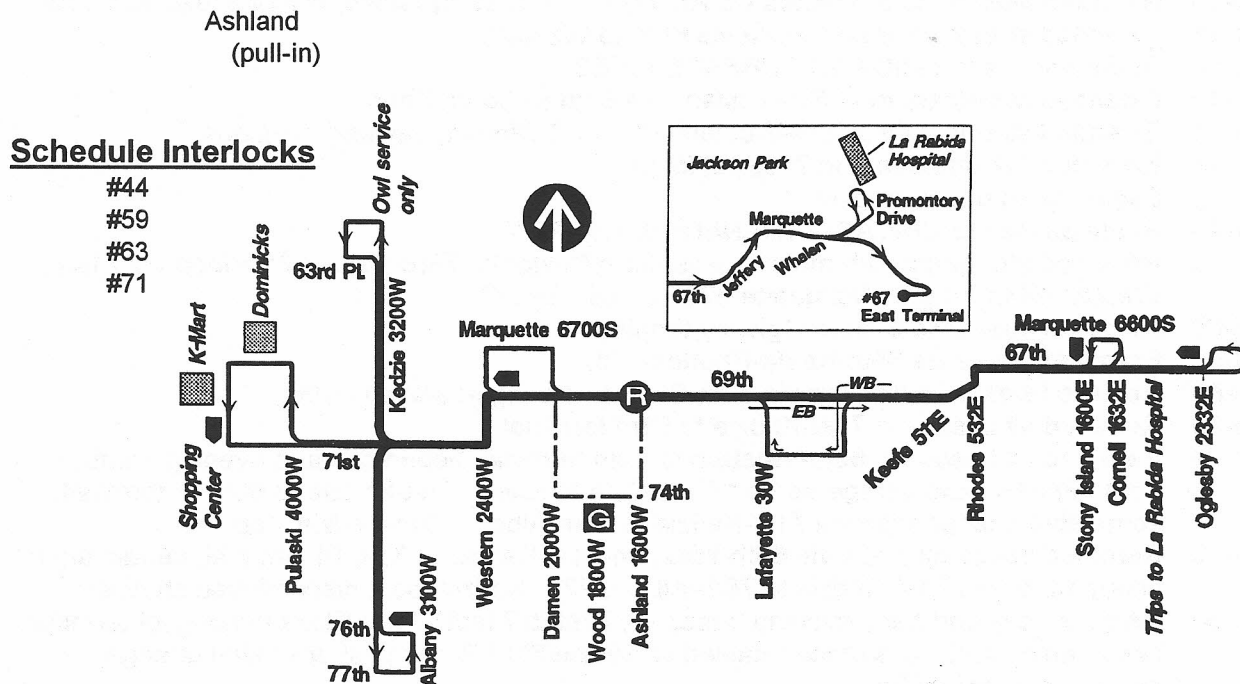 Ashland
(pull-in)
Schedule Interlocks
#44
#59
#63
#71
K-Mart
Dominicks
Shopping
Center
Pulaski 4000W
71st
63rd Pl.
Owl service
only
Kedzie 3200W
76th
77th
Albany 3100W
Marquette 6700S
Western 2400W
Damen 2000W
Wood 1800W
G
Ashland 1600W
74th
R
69th
WB
EB
Lafayette 30W
Keefe 511E
Rhodes 532E
67th
Marquette 6600S
Stony Island 1600E
Cornell 1632E
Trips to La Rabida Hospital
Oglesby 2332E
Jackson Park
La Rabida
Hospital
Promontory
Drive
Marquette
Jeffery
Whalen
67th
#67
East Terminal